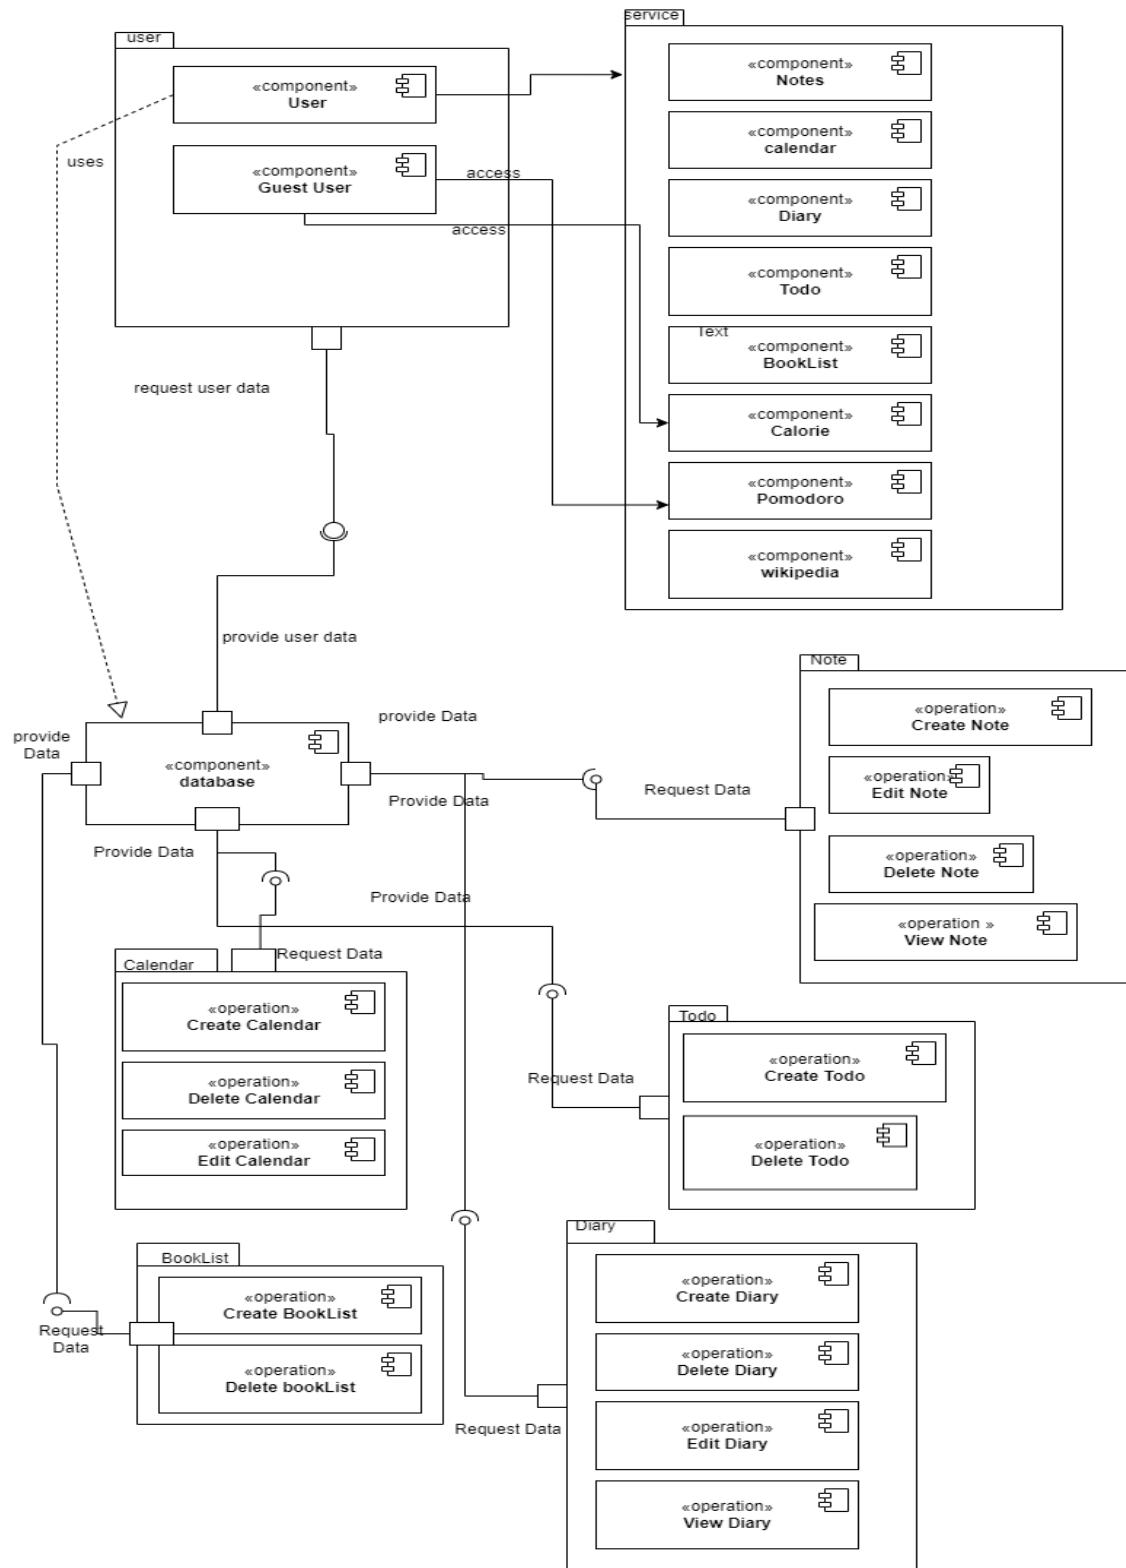 user
«component»
User
«component»
Guest User
uses
access
access
service
«component»
Notes
«component»
calendar
«component»
Diary
«component»
Todo
Text
«component»
BookList
«component»
Calorie
«component»
Pomodoro
«component»
wikipedia
request user data
provide user data
provide
Data
«component»
database
provide Data
Provide Data
Request Data
Provide Data
Provide Data
Note
«operation»
Create Note
«operation»
Edit Note
«operation»
Delete Note
«operation »
View Note
Request Data
Calendar
«operation»
Create Calendar
«operation»
Delete Calendar
«operation»
Edit Calendar
Request Data
Todo
«operation»
Create Todo
«operation»
Delete Todo
BookList
«operation»
Create BookList
«operation»
Delete bookList
Request
Data
Request Data
Diary
«operation»
Create Diary
«operation»
Delete Diary
«operation»
Edit Diary
«operation»
View Diary